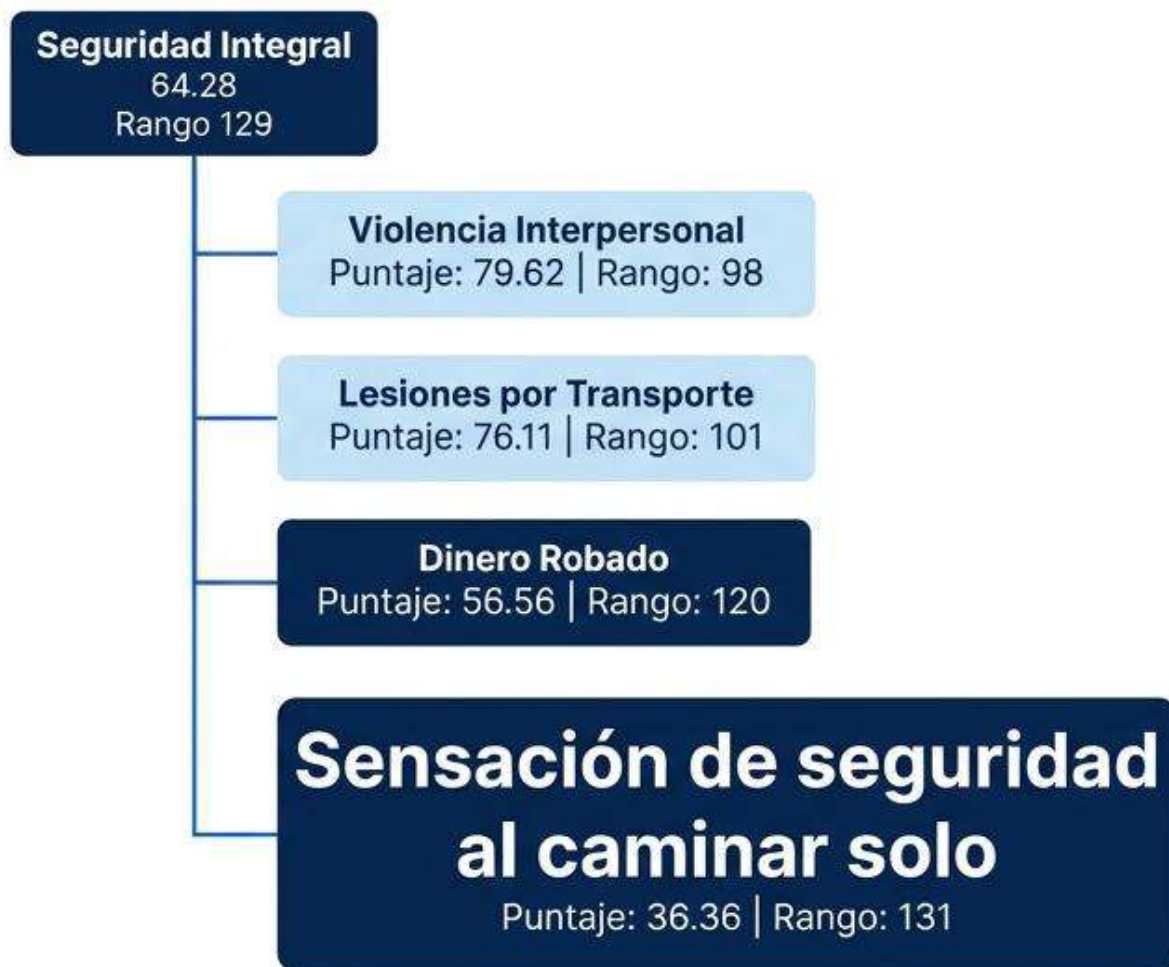 Seguridad Integral
64.28
Rango 129
Violencia Interpersonal
Puntaje: 79.62 | Rango: 98
Lesiones por Transporte
Puntaje: 76.11 | Rango: 101
Dinero Robado
Puntaje: 56.56 | Rango: 120
Sensación de seguridad
al caminar solo
Puntaje: 36.36 | Rango: 131